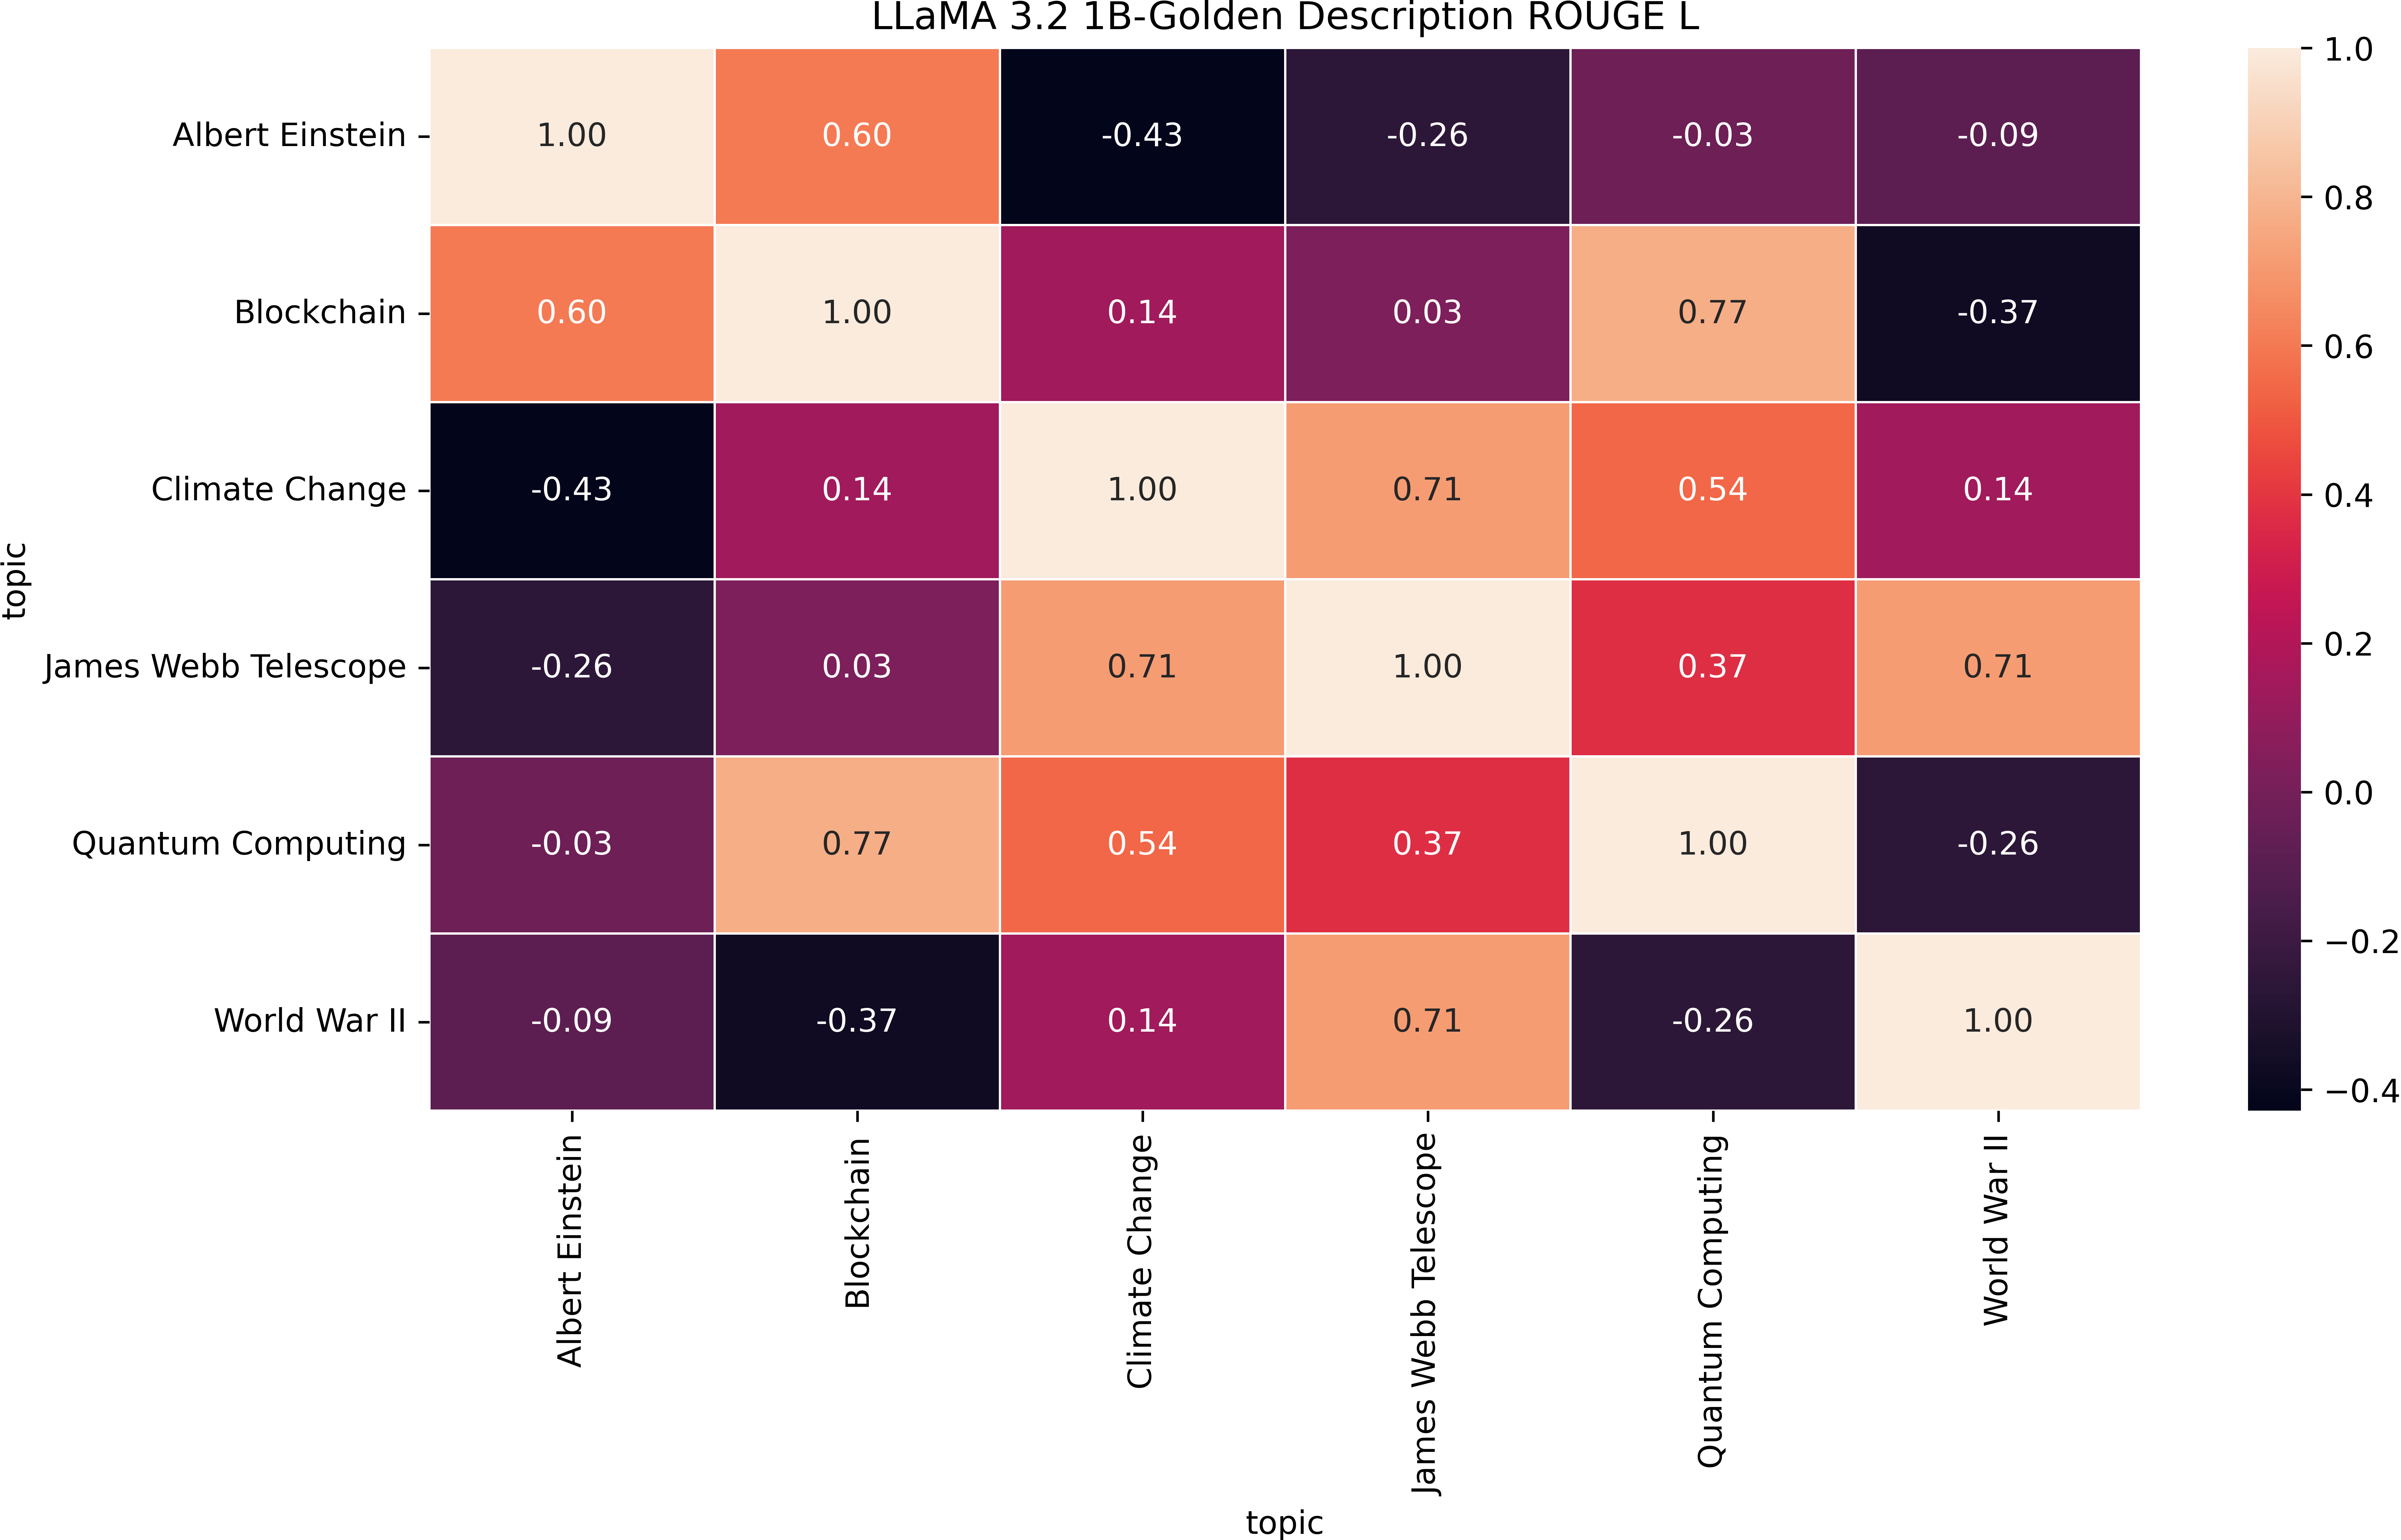 LLaMA 3.2 1B-Golden Description ROUGE L
Albert Einstein 1.00 0.60 -0.43 -0.26 -0.03 -0.09
Blockchain 0.60 1.00 0.14 0.03 0.77 -0.37
Climate Change -0.43 0.14 1.00 0.71 0.54 0.14
James Webb Telescope -0.26 0.03 0.71 1.00 0.37 0.71
Quantum Computing -0.03 0.77 0.54 0.37 1.00 -0.26
World War II -0.09 -0.37 0.14 0.71 -0.26 1.00
topic
Albert Einstein
Blockchain
Climate Change
James Webb Telescope
Quantum Computing
World War II
topic
1.0
0.8
0.6
0.4
0.2
0.0
−0.2
−0.4